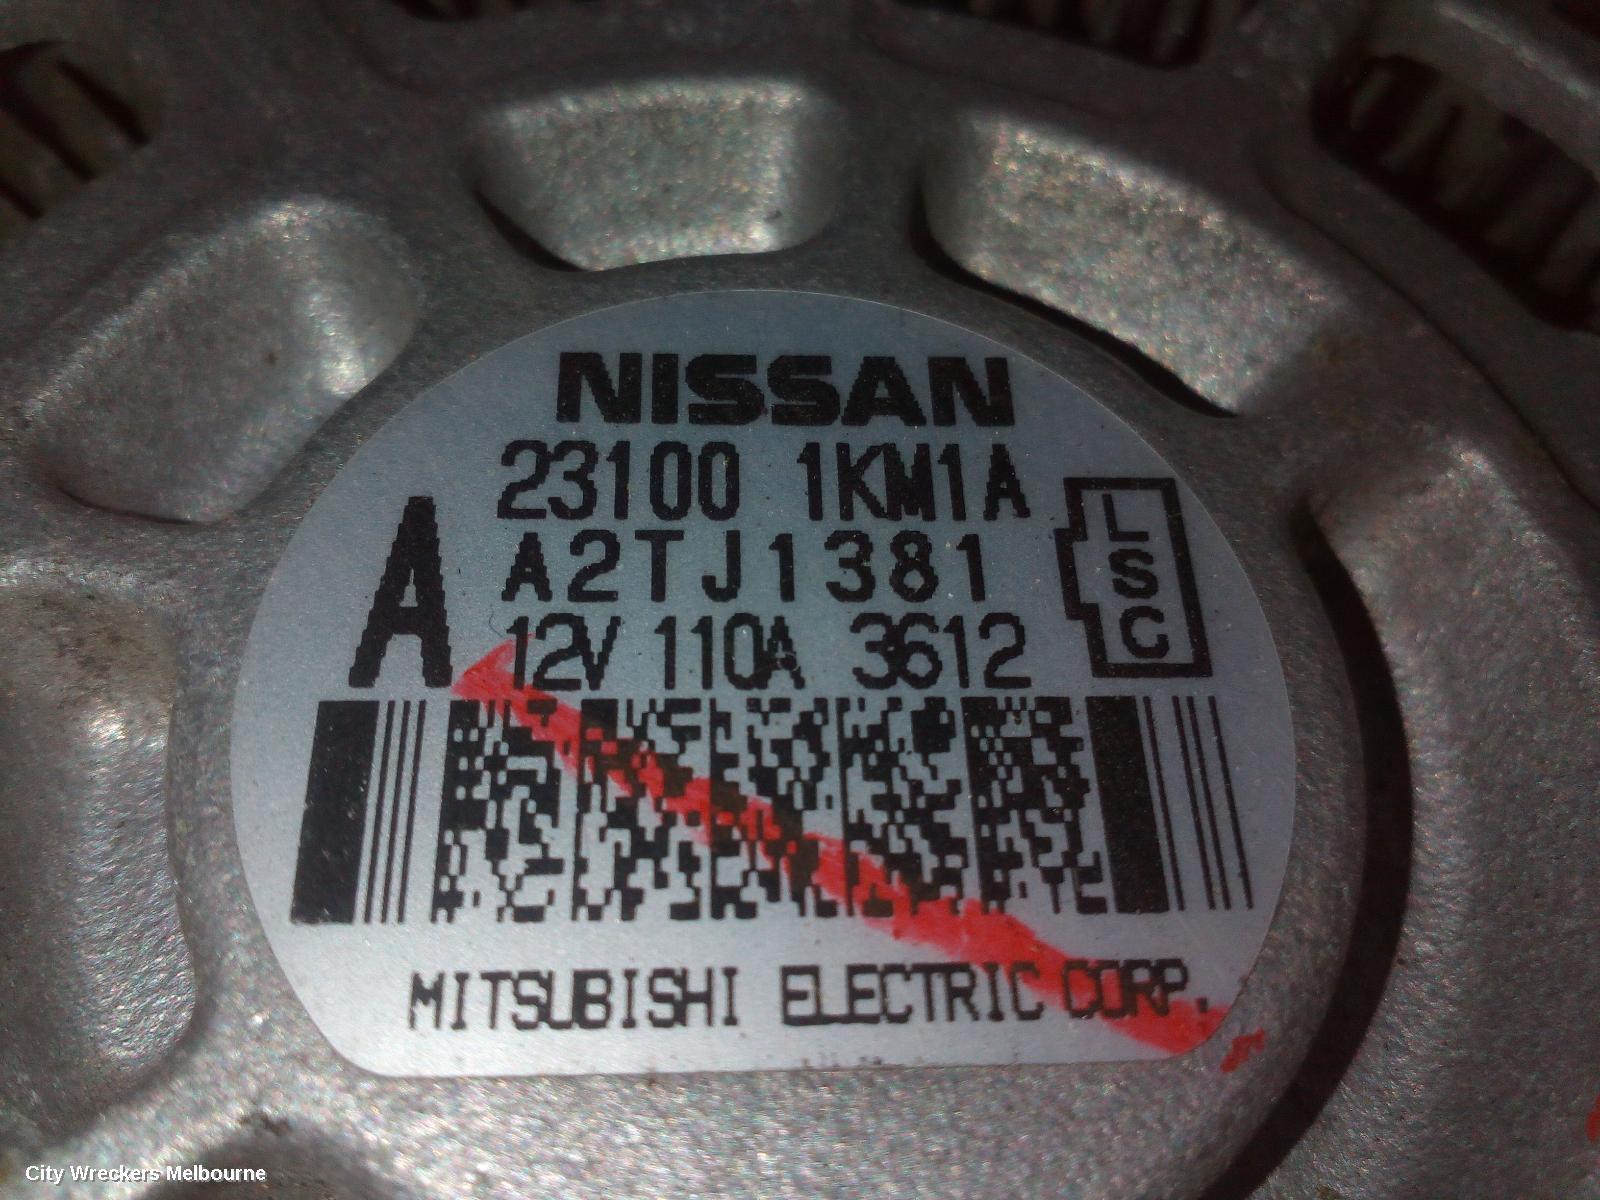 NISSAN
23100 1KM1A
A
A2TJ1381
12V 110A 3612
L
S
C
MITSUBISHI ELECTRIC CORP.
City Wreckers Melbourne